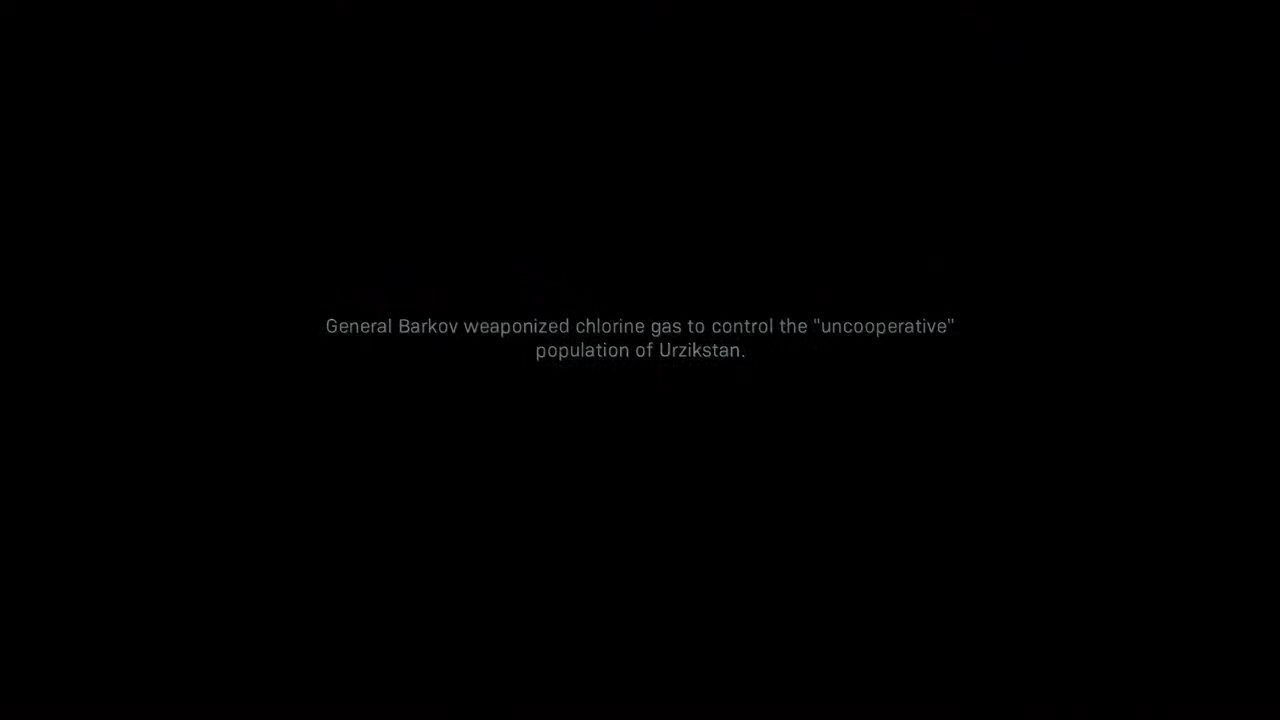 General Barkov weaponized chlorine gas to control the "uncooperative"
population of Urzikstan.